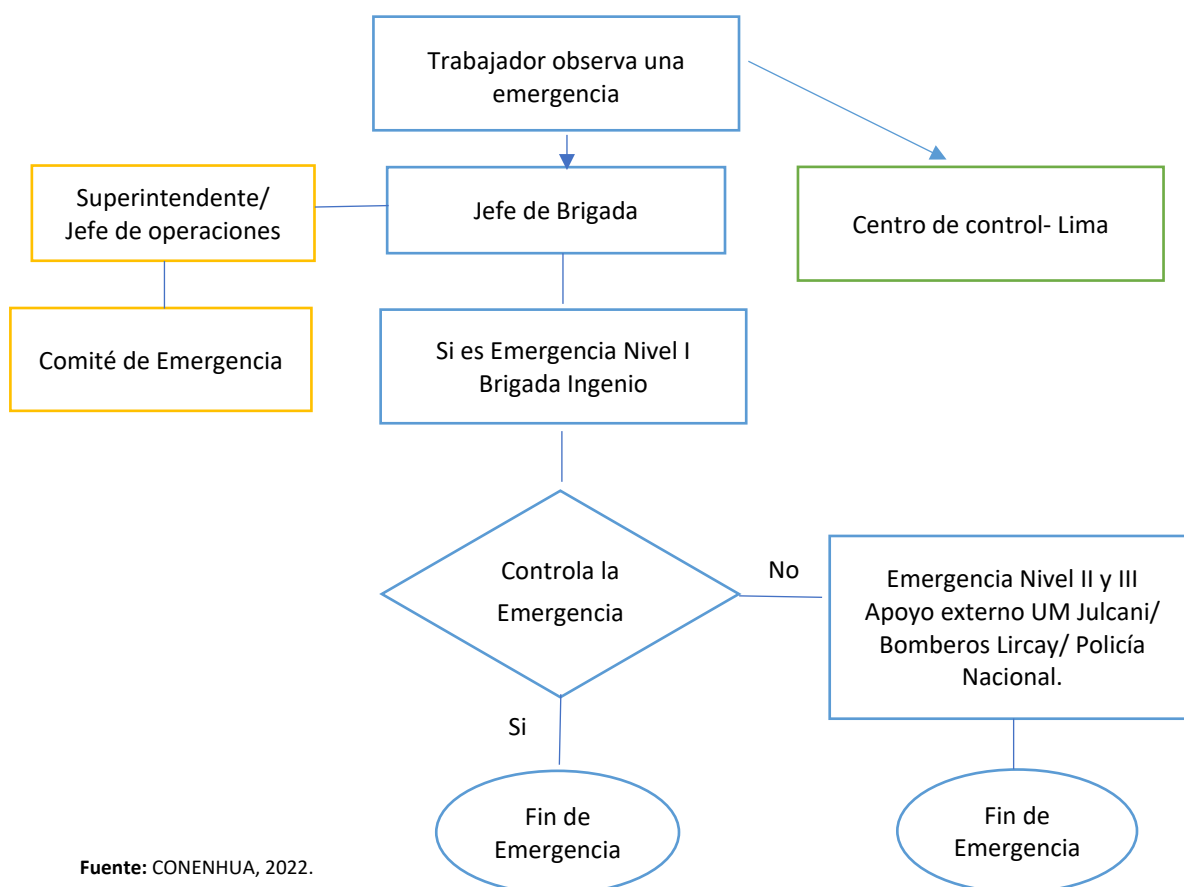 Trabajador observa una
emergencia
Superintendente/
Jefe de operaciones
Jefe de Brigada
Centro de control- Lima
Comité de Emergencia
Si es Emergencia Nivel I
Brigada Ingenio
Controla la
Emergencia
No
Emergencia Nivel II y III
Apoyo externo UM Julcani/
Bomberos Lircay/ Policía
Nacional.
Si
Fin de
Emergencia
Fin de
Emergencia
Fuente: CONENHUA, 2022.